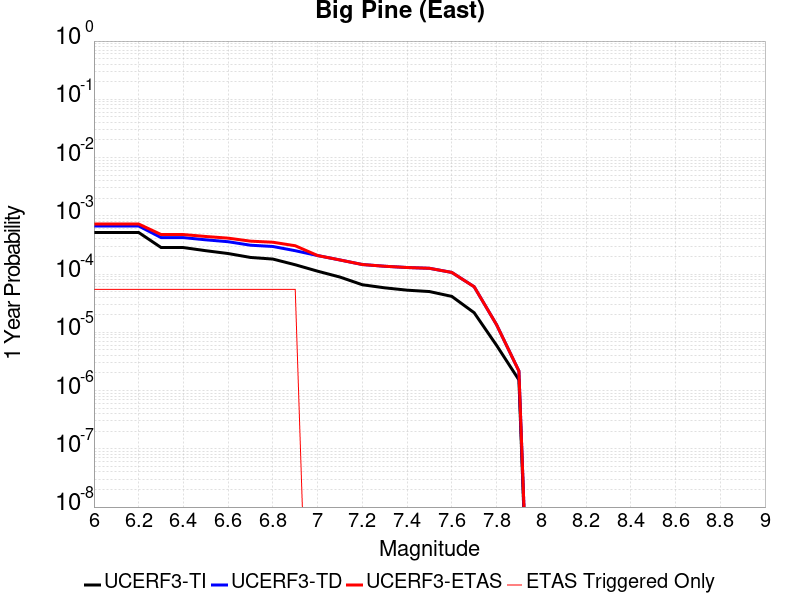 Big Pine (East)
10^0
10^-1
10^-2
10^-3
10^-4
10^-5
10^-6
10^-7
10^-8
1 Year Probability
6 6.2 6.4 6.6 6.8 7 7.2 7.4 7.6 7.8 8 8.2 8.4 8.6 8.8 9
Magnitude
UCERF3-TI UCERF3-TD UCERF3-ETAS ETAS Triggered Only